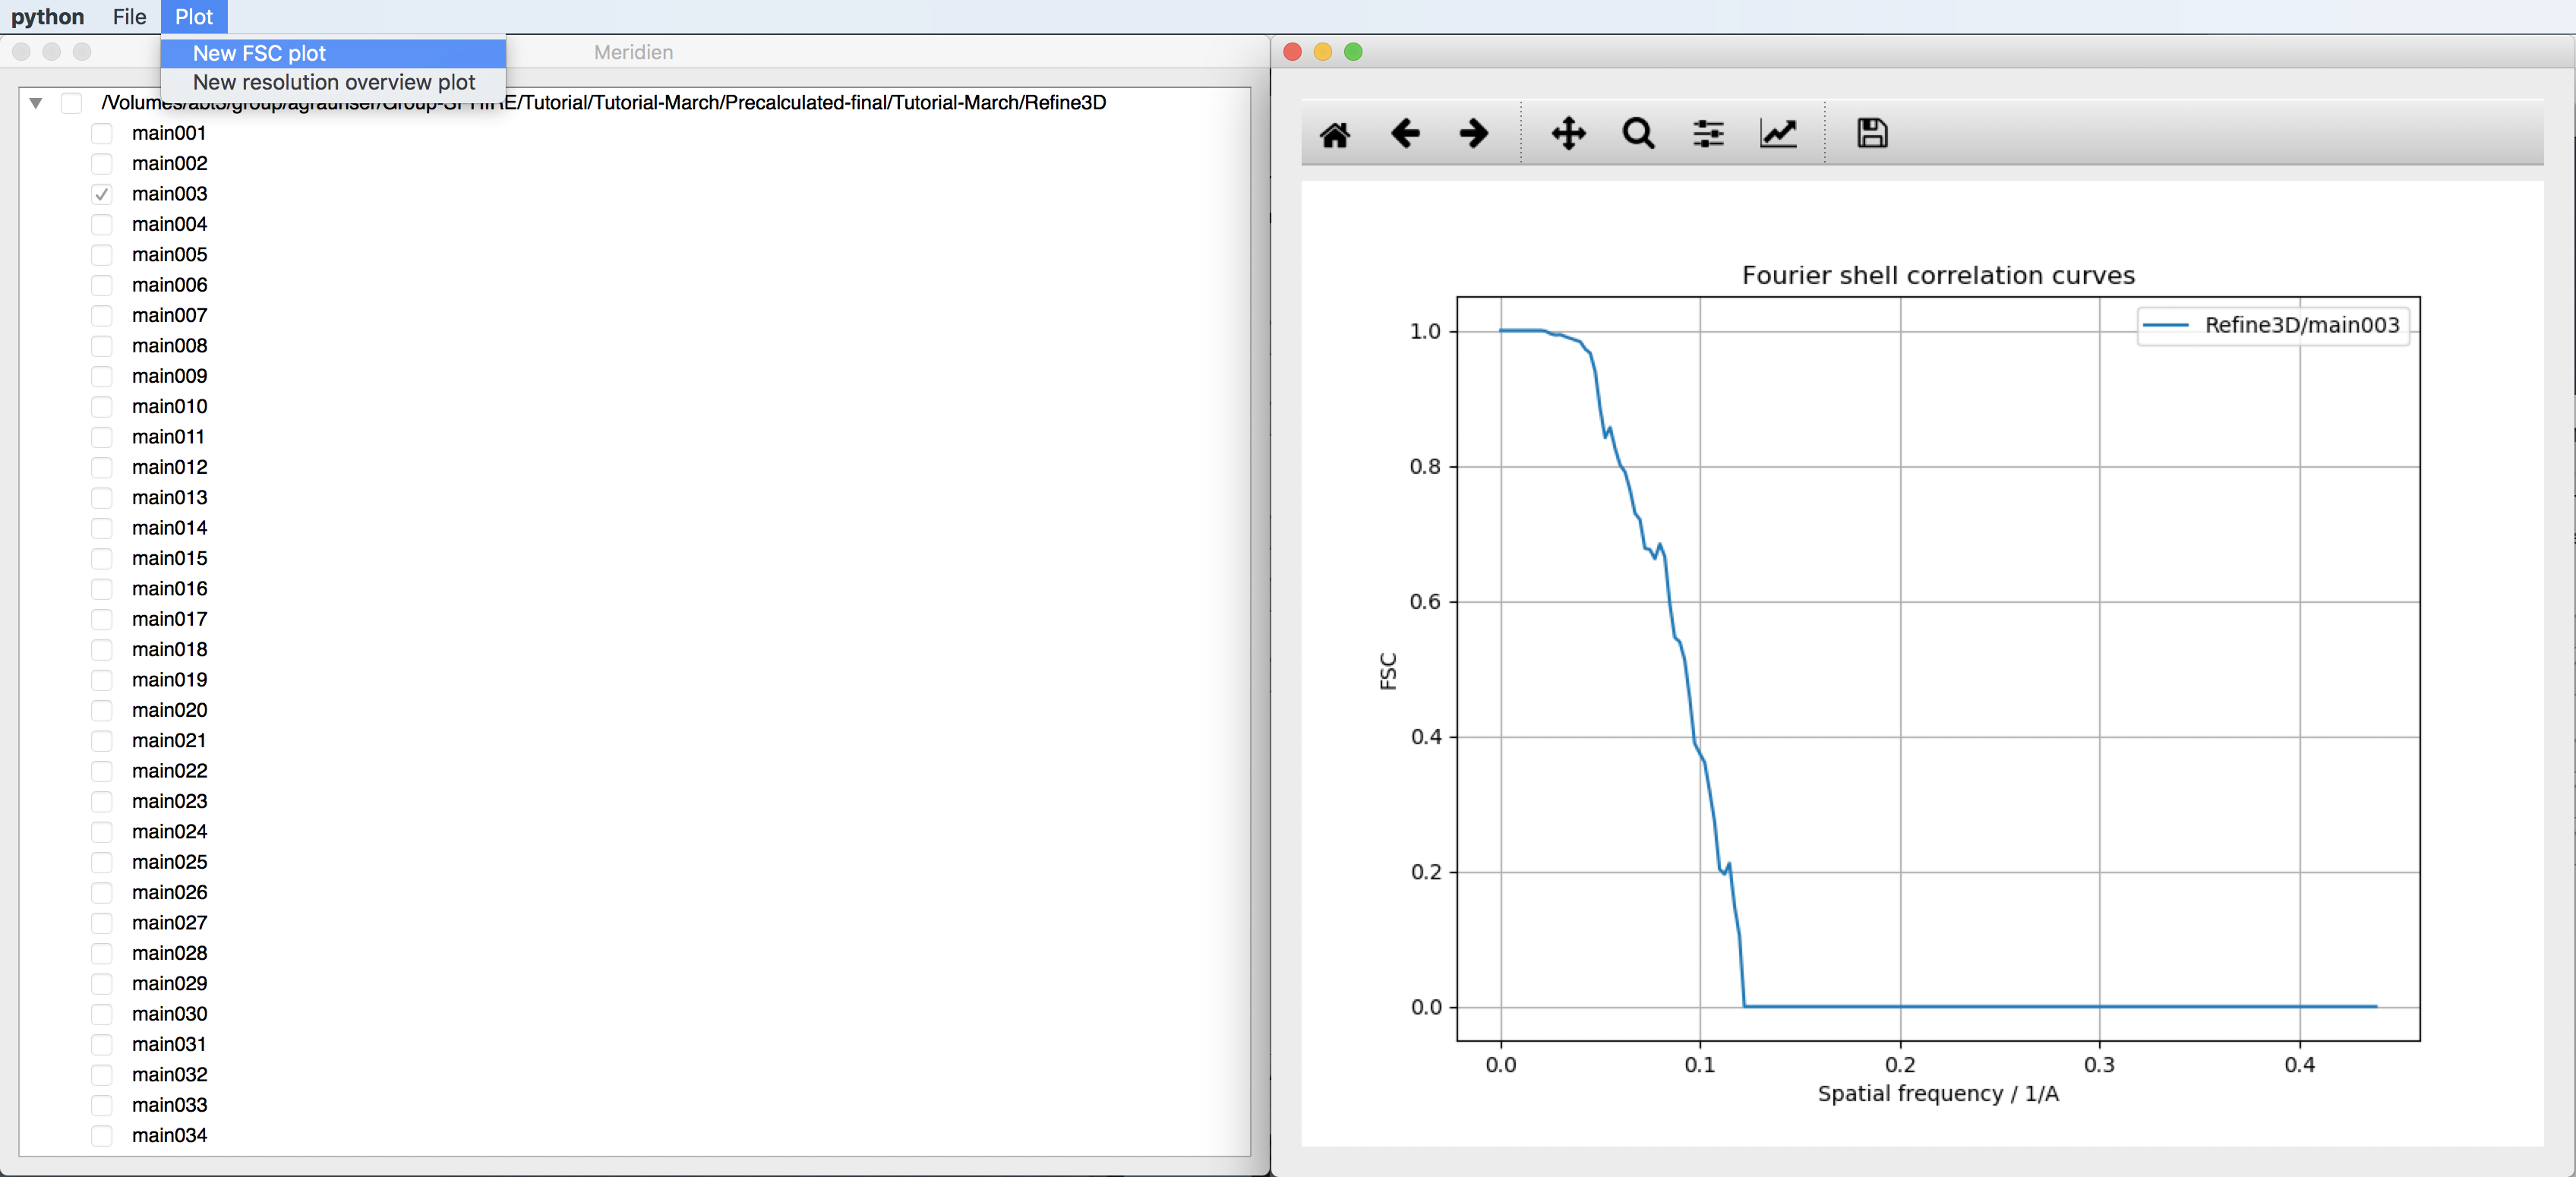 python File Plot
New FSC plot
Meridien
New resolution overview plot
/Tutorial/Tutorial-March/Precalculated-final/Tutorial-March/Refine3D
main001
main002
main003
main004
main005
main006
main007
main008
main009
main010
main011
main012
main013
main014
main015
main016
main017
main018
main019
main020
main021
main022
main023
main024
main025
main026
main027
main028
main029
main030
main031
main032
main033
main034
Fourier shell correlation curves
Refine3D/main003
1.0
0.8
0.6
0.4
0.2
0.0
FSC
0.0 0.1 0.2 0.3 0.4
Spatial frequency / 1/A